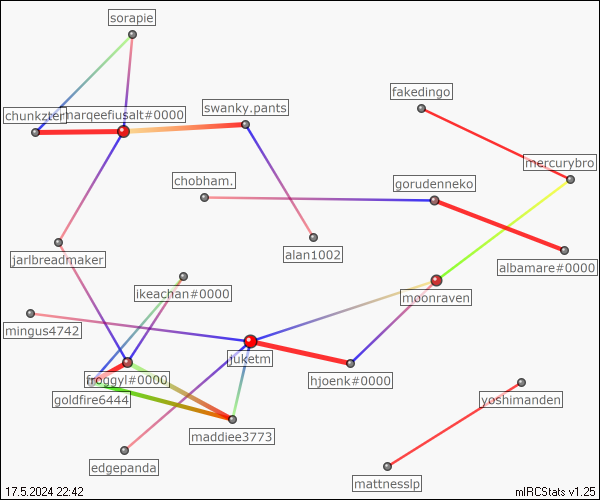 sorapie
fakedingo
swanky.pants
chunkzter
marqeefiusalt#0000
mercurybro
chobham.
gorudenneko
alan1002
jarlbreadmaker
albamare#0000
ikeachan#0000
moonraven
mingus4742
juketm
froggyl#0000
hjoenk#0000
goldfire6444
yoshimanden
maddiee3773
edgepanda
mattnesslp
17.5.2024 22:42
mIRCStats v1.25